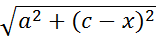 √(a² + (c − x)²)